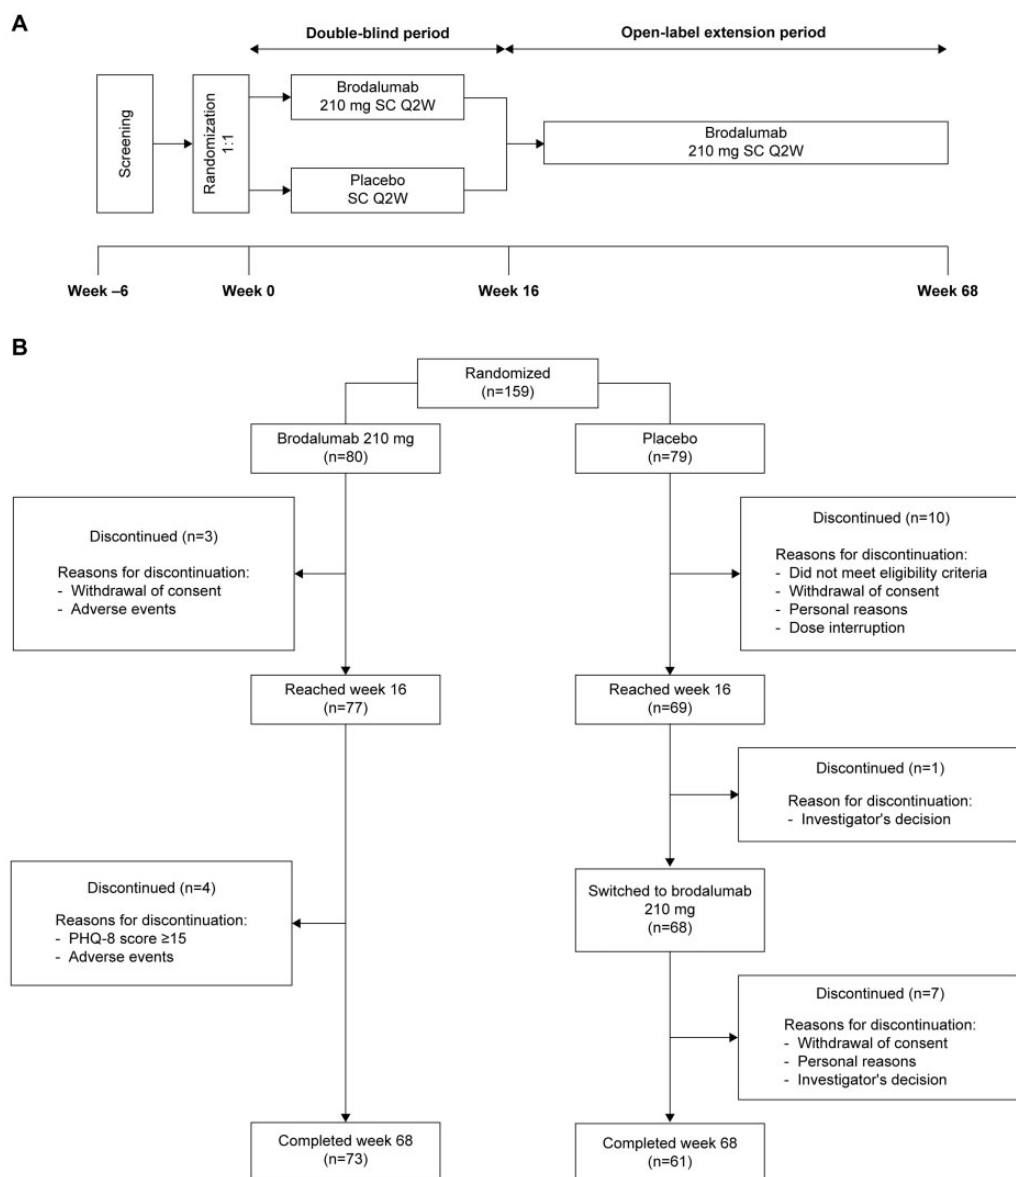 A
Double-blind period
Open-label extension period
Screening
Randomization
1:1
Brodalumab
210 mg SC Q2W
Placebo
SC Q2W
Brodalumab
210 mg SC Q2W
Week –6
Week 0
Week 16
Week 68
B
Randomized
(n=159)
Brodalumab 210 mg
(n=80)
Placebo
(n=79)
Discontinued (n=3)
Reasons for discontinuation:
- Withdrawal of consent
- Adverse events
Discontinued (n=10)
Reasons for discontinuation:
- Did not meet eligibility criteria
- Withdrawal of consent
- Personal reasons
- Dose interruption
Reached week 16
(n=77)
Reached week 16
(n=69)
Discontinued (n=1)
Reason for discontinuation:
- Investigator's decision
Discontinued (n=4)
Reasons for discontinuation:
- PHQ-8 score ≥15
- Adverse events
Switched to brodalumab
210 mg
(n=68)
Discontinued (n=7)
Reasons for discontinuation:
- Withdrawal of consent
- Personal reasons
- Investigator's decision
Completed week 68
(n=73)
Completed week 68
(n=61)